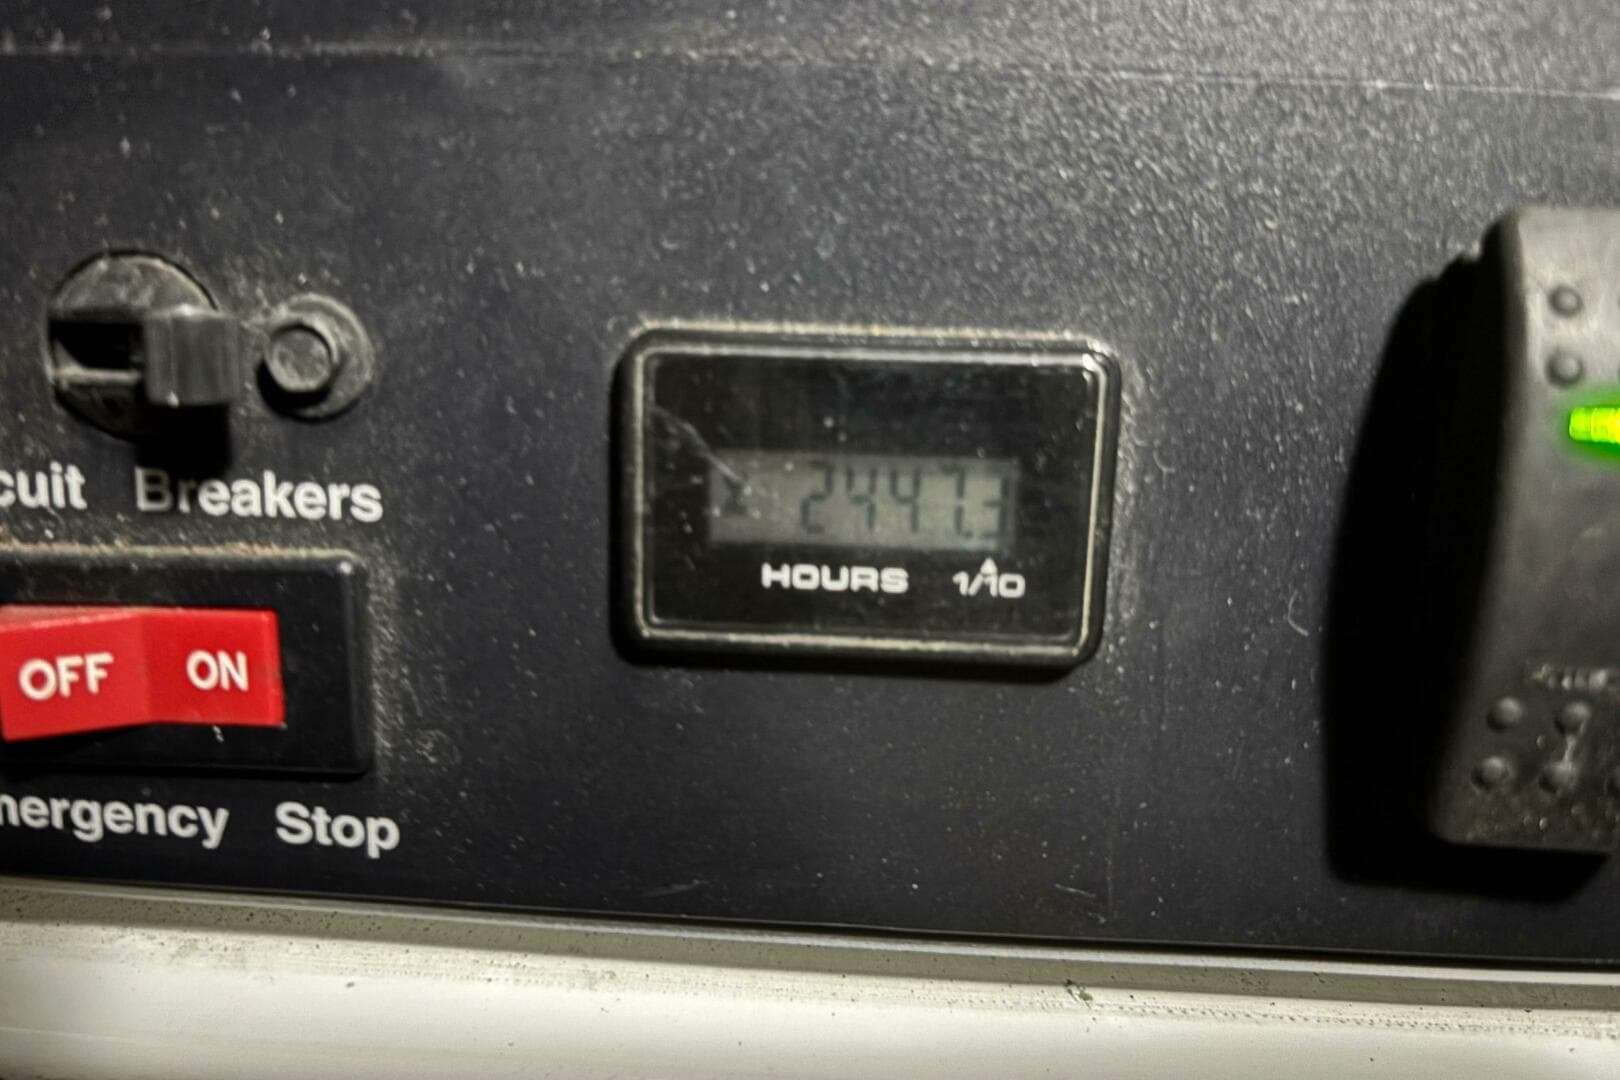 cuit Breakers
2447.3
HOURS 1/10
OFF ON
mergency Stop